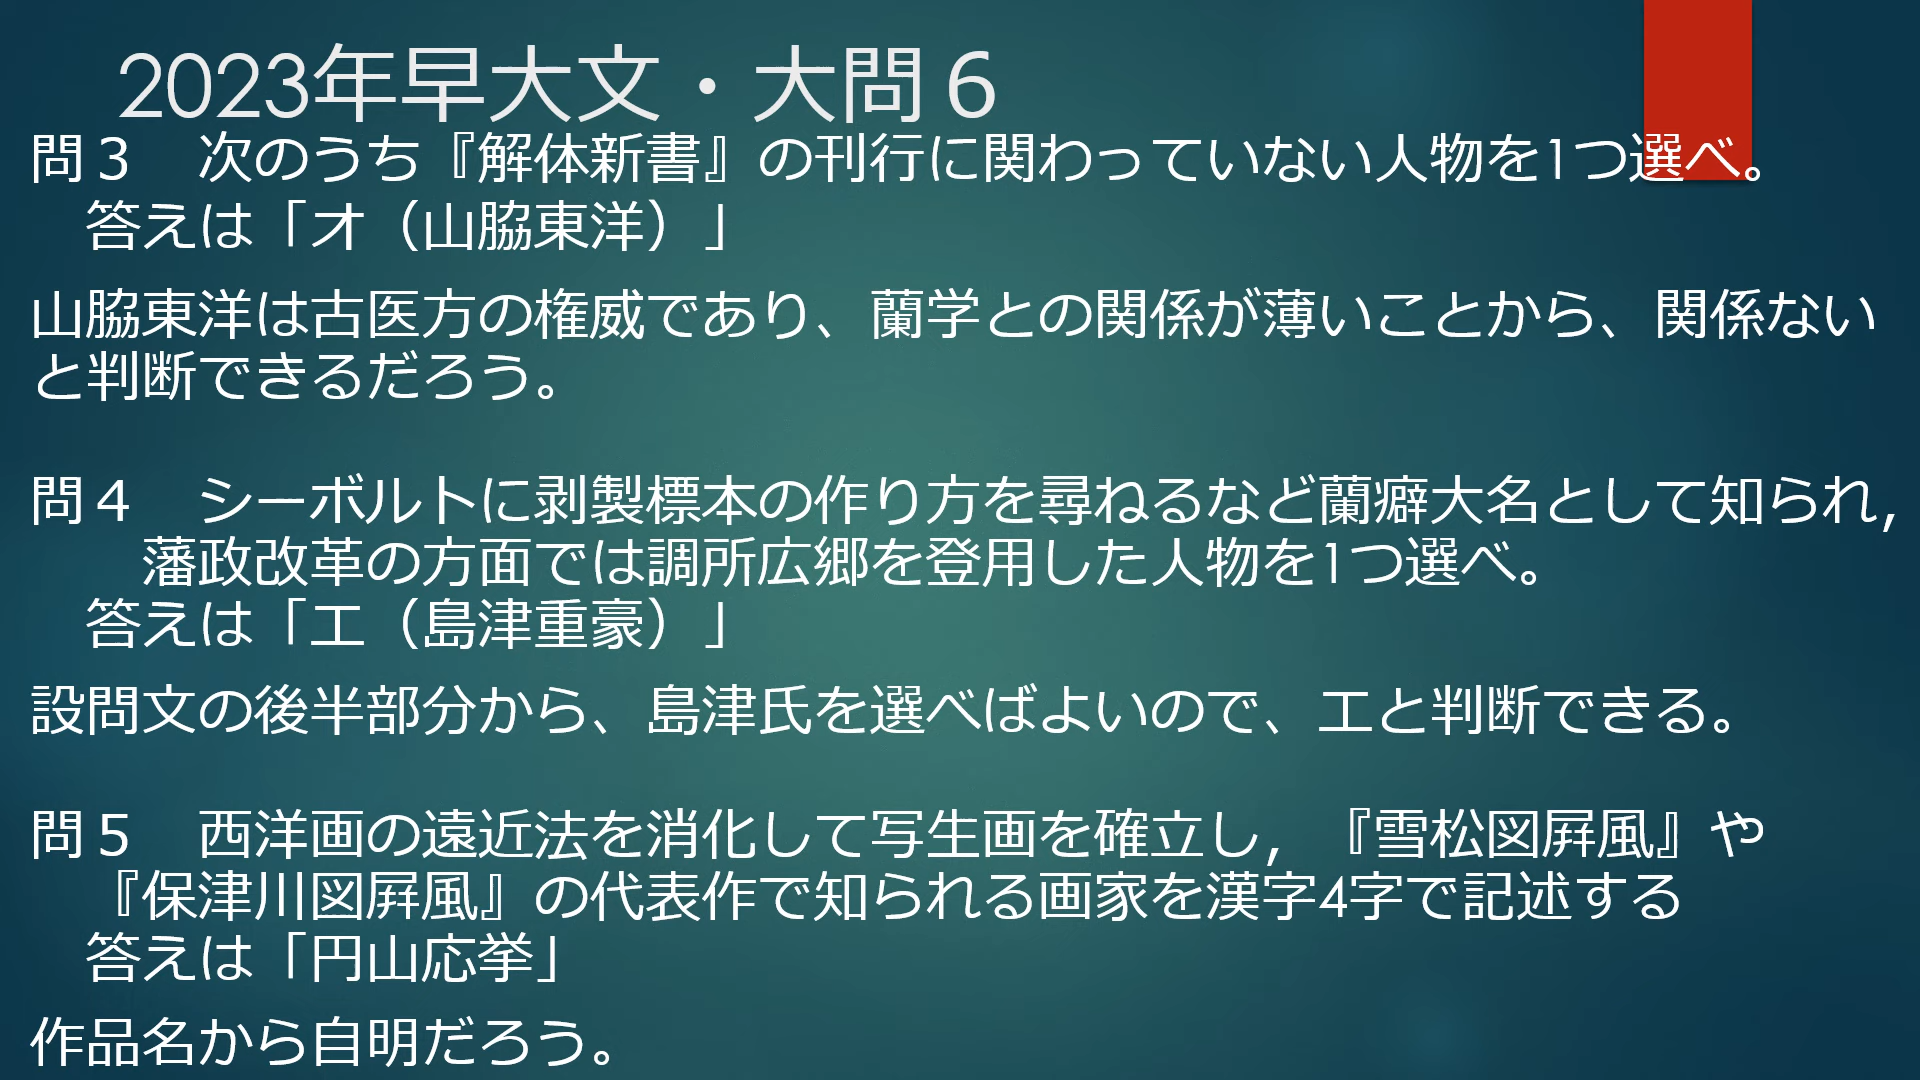 2023年早大文・大問６
問３　次のうち『解体新書』の刊行に関わっていない人物を1つ選べ。
答えは「オ（山脇東洋）」
山脇東洋は古医方の権威であり、蘭学との関係が薄いことから、関係ない
と判断できるだろう。
問４　シーボルトに剥製標本の作り方を尋ねるなど蘭癖大名として知られ，
藩政改革の方面では調所広郷を登用した人物を1つ選べ。
答えは「エ（島津重豪）」
設問文の後半部分から、島津氏を選べばよいので、エと判断できる。
問５　西洋画の遠近法を消化して写生画を確立し，『雪松図屛風』や
『保津川図屛風』の代表作で知られる画家を漢字4字で記述する
答えは「円山応挙」
作品名から自明だろう。